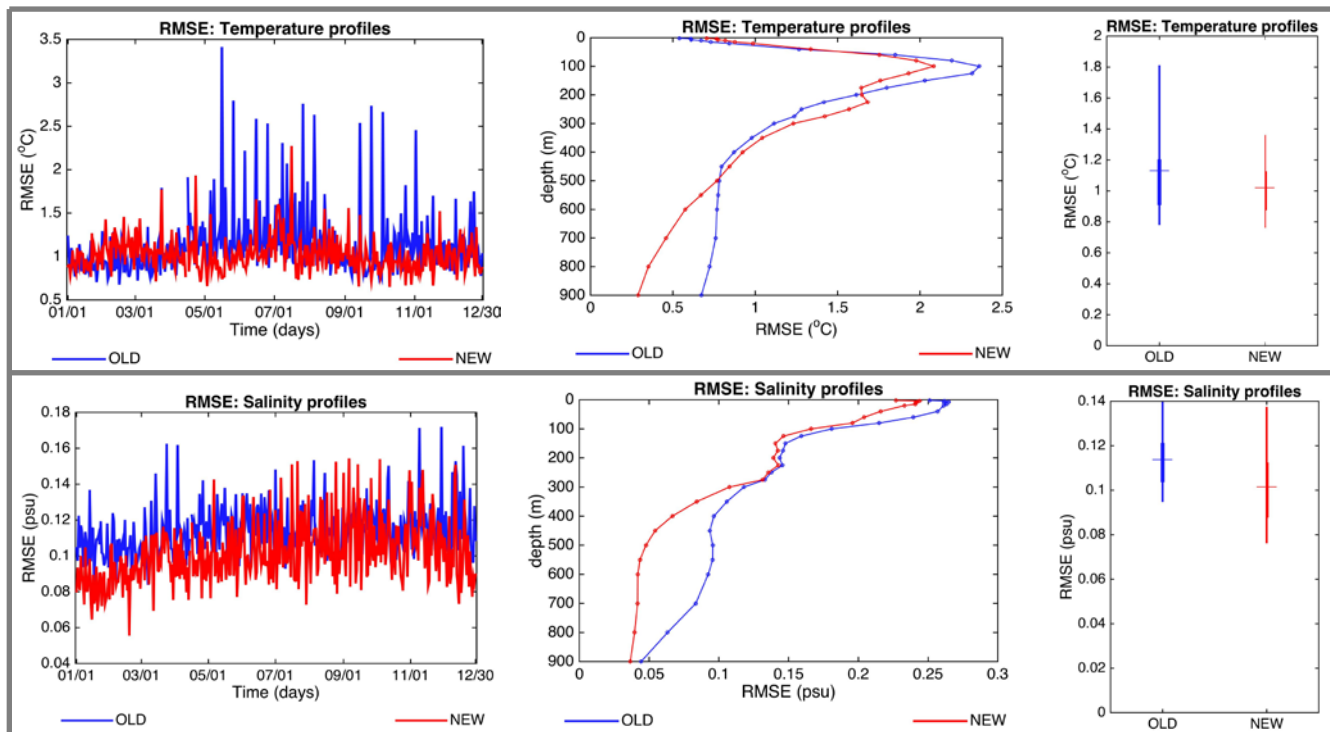 RMSE: Temperature profiles
3.5
3
2.5
2
1.5
1
0.5
RMSE (°C)
01/01 03/01 05/01 07/01 09/01 11/01 12/30
Time (days)
OLD NEW
RMSE: Temperature profiles
0
100
200
300
400
500
600
700
800
900
depth (m)
0 0.5 1 1.5 2 2.5
RMSE (°C)
OLD NEW
RMSE: Temperature profiles
2
1.8
1.6
1.4
1.2
1
0.8
0.6
0.4
0.2
0
RMSE (°C)
OLD NEW
RMSE: Salinity profiles
0.18
0.16
0.14
0.12
0.1
0.08
0.06
0.04
RMSE (psu)
01/01 03/01 05/01 07/01 09/01 11/01 12/30
Time (days)
OLD NEW
RMSE: Salinity profiles
0
100
200
300
400
500
600
700
800
900
depth (m)
0 0.05 0.1 0.15 0.2 0.25 0.3
RMSE (psu)
OLD NEW
RMSE: Salinity profiles
0.14
0.12
0.1
0.08
0.06
0.04
0.02
0
RMSE (psu)
OLD NEW